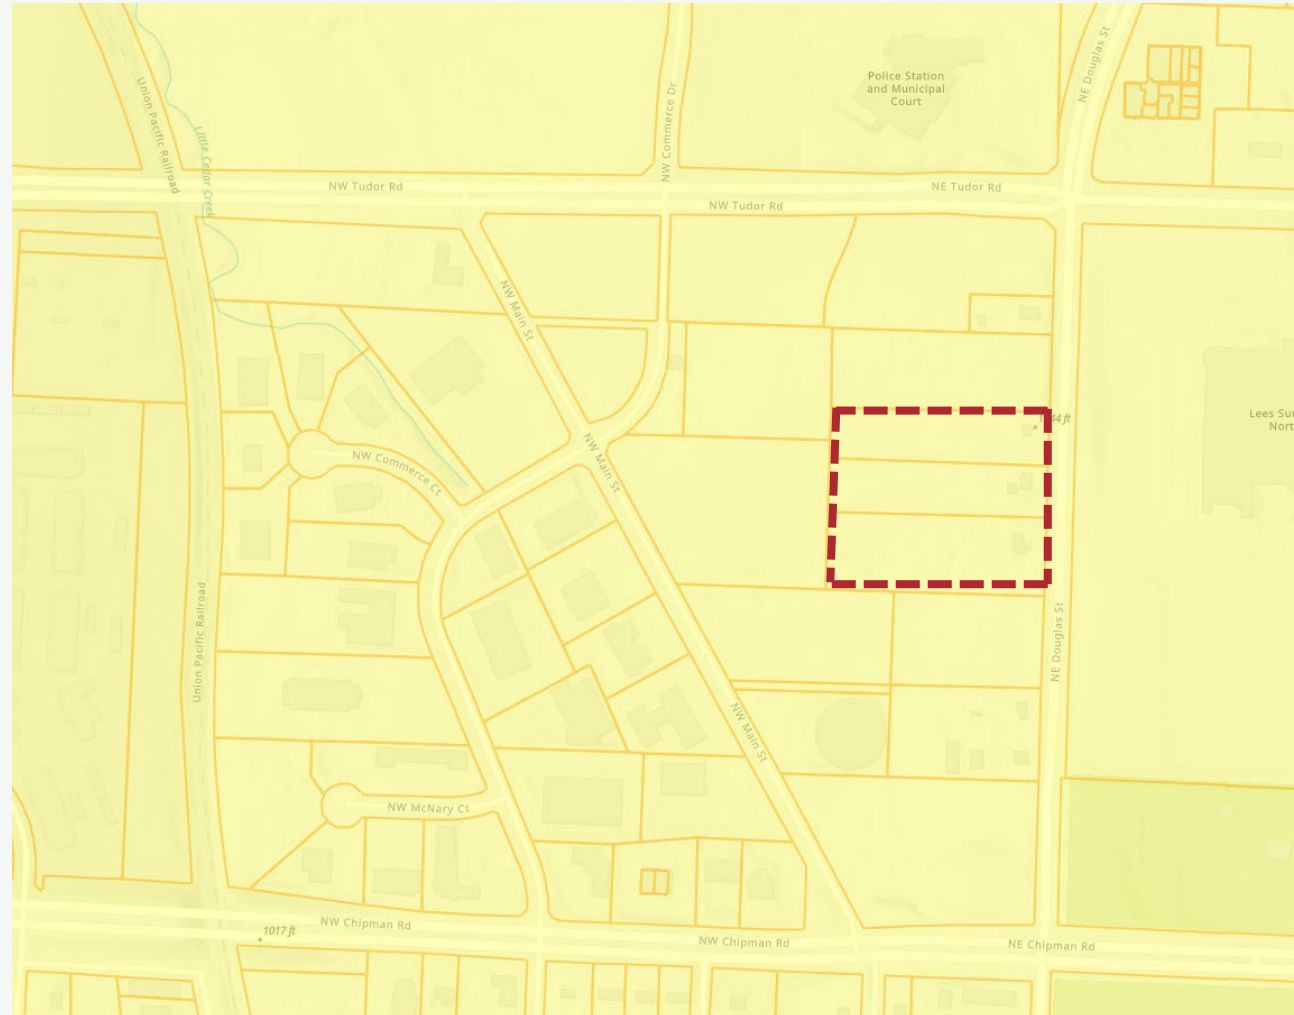 NE Douglas St
Police Station
and Municipal
Court
Union Pacific Railroad
Little Cedar Creek
NW Commerce Dr
NW Tudor Rd
NE Tudor Rd
NW Tudor Rd
NW Main St
Lees Su
Nort
44 ft
NW Main St
NW Commerce Ct
Union Pacific Railroad
NE Douglas St
NW Main St
NW McNary Ct
NW Chipman Rd
1017 ft
NW Chipman Rd
NE Chipman Rd